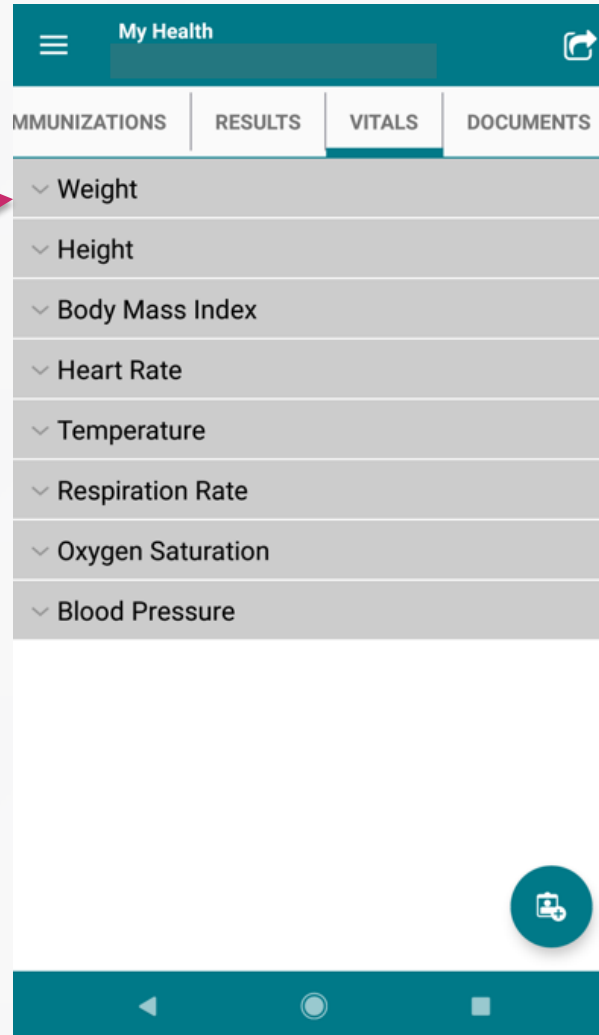 My Health
MMUNIZATIONS RESULTS VITALS DOCUMENTS
Weight
Height
Body Mass Index
Heart Rate
Temperature
Respiration Rate
Oxygen Saturation
Blood Pressure